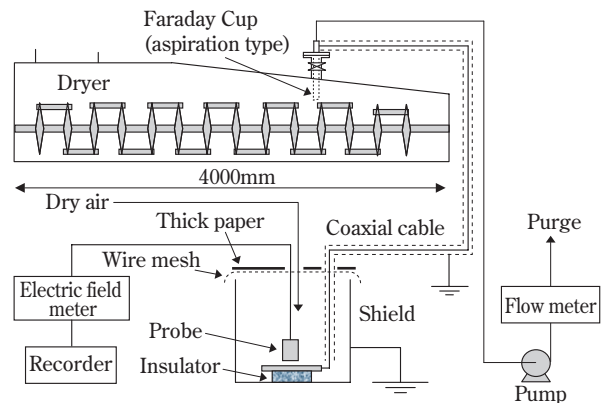 Faraday Cup
(aspiration type)
Dryer
4000mm
Dry air
Thick paper
Coaxial cable
Purge
Wire mesh
Electric field
meter
Shield
Flow meter
Probe
Recorder
Insulator
Pump